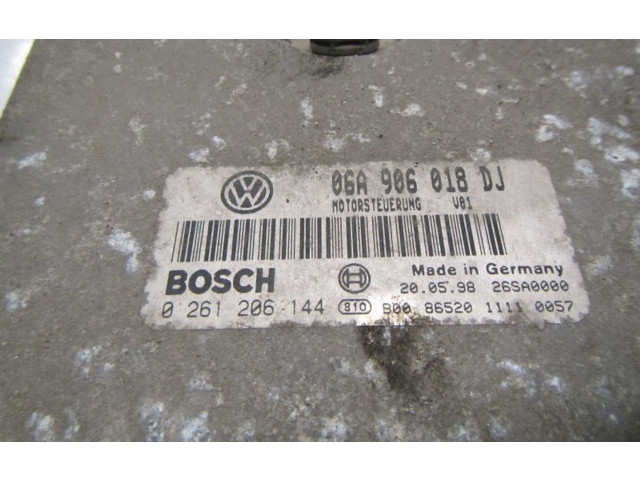 06A 906 018 DJ
MOTORSTEUERUNG V01
BOSCH Made in Germany
20.05.98 26SA0000
0 261 206-144 810 800 86520 1111 0057